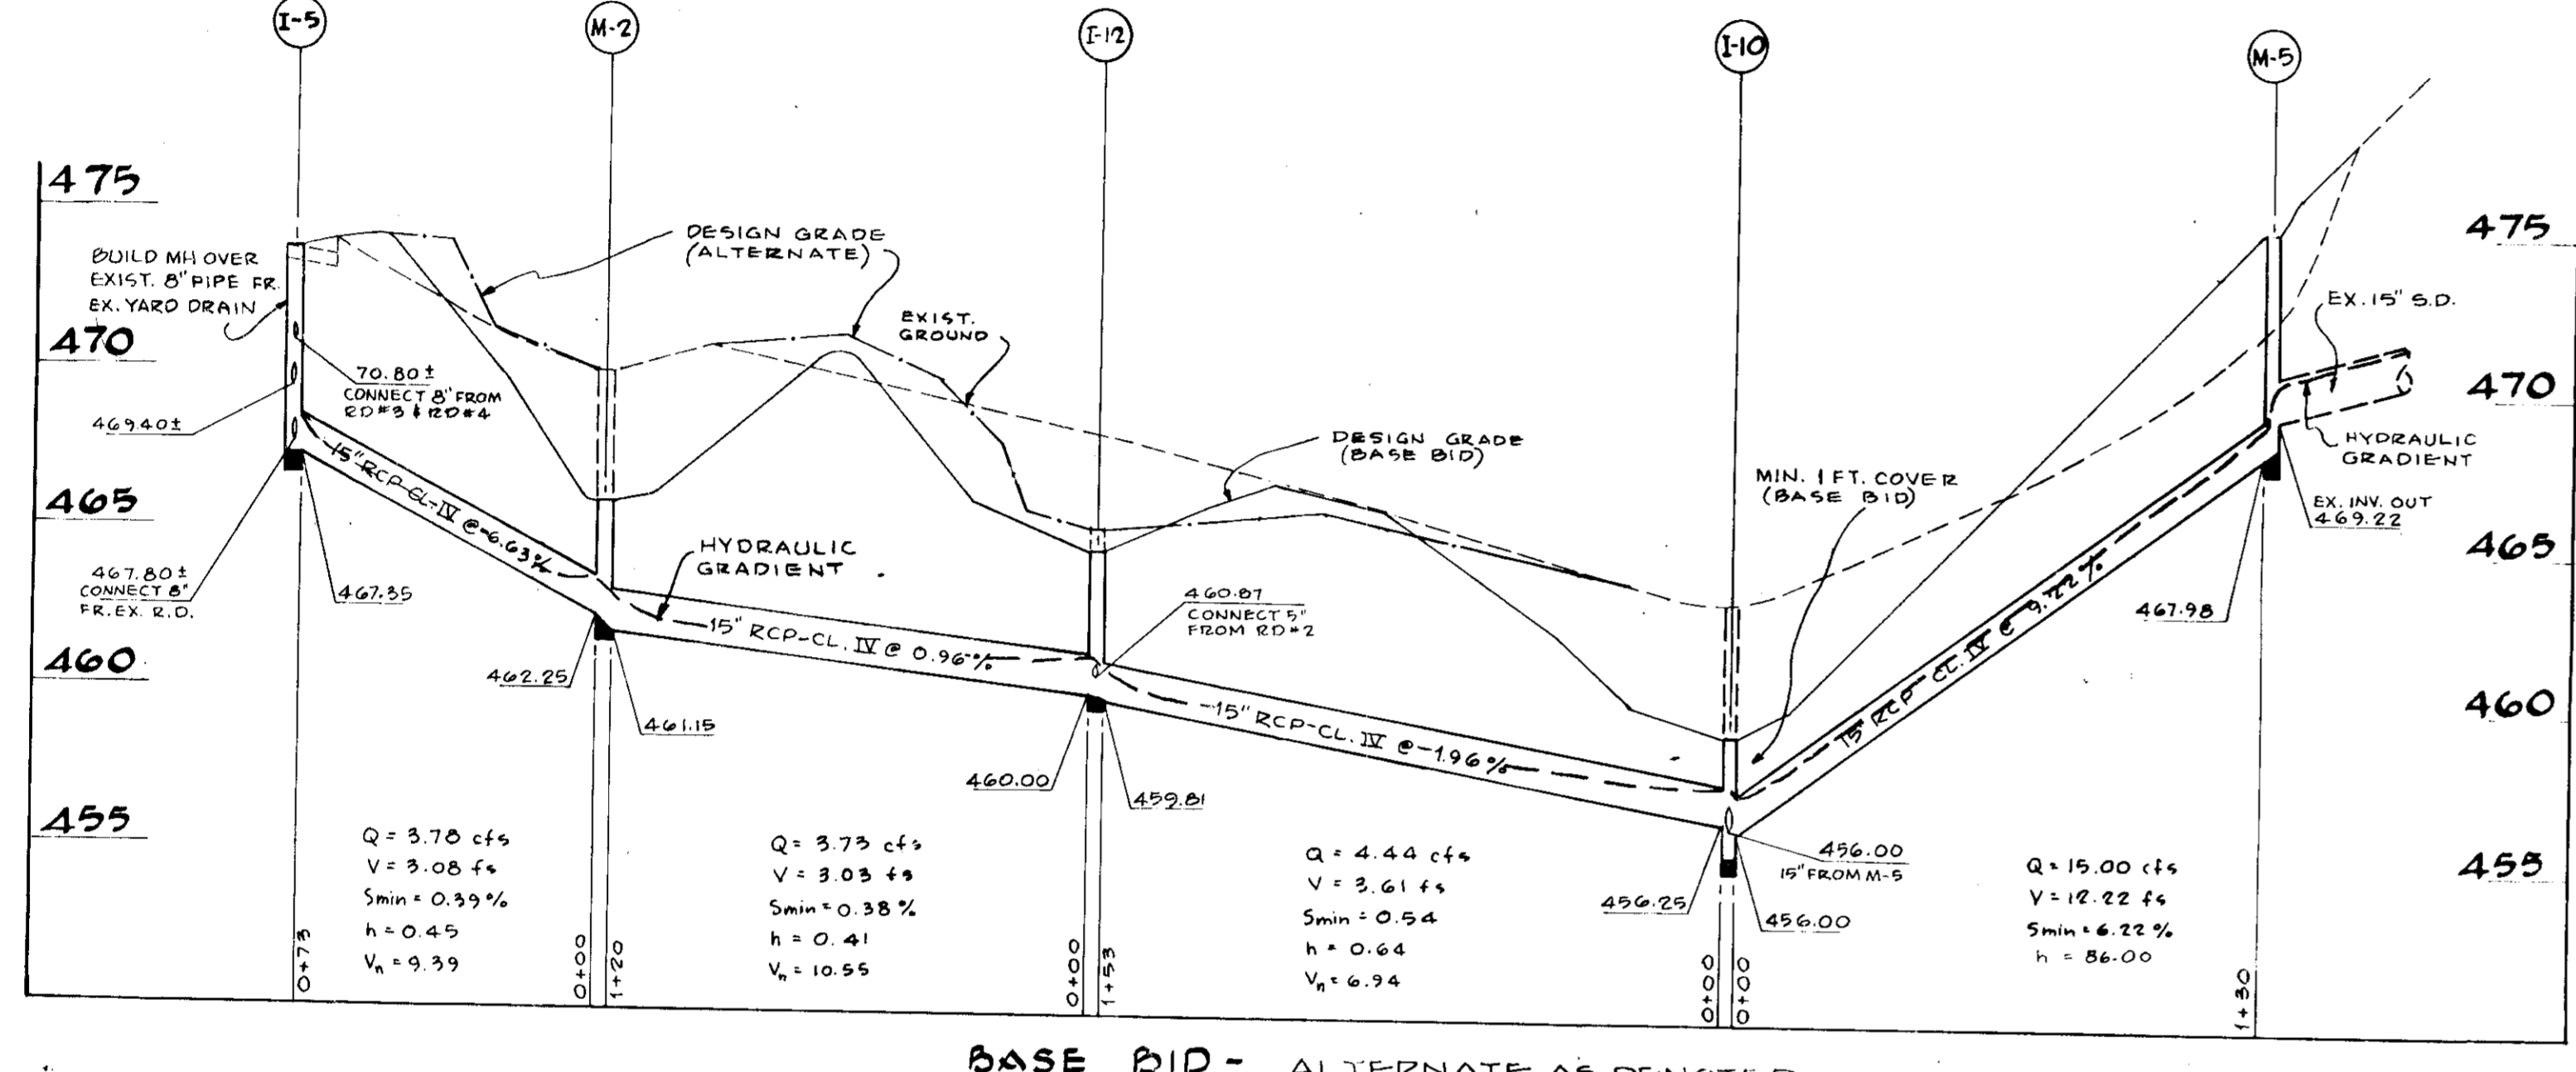 I-5
M-2
I-12
I-10
M-5
475
470
465
460
455
BUILD MH OVER
EXIST. 8" PIPE FR.
EX. YARD DRAIN
70.80±
CONNECT 8" FROM
RD#3 & RD#4
469.40±
467.80±
CONNECT 8"
FR. EX. R.D.
467.35
15" RCP-CL-IV @-6.63%
DESIGN GRADE
(ALTERNATE)
EXIST.
GROUND
HYDRAULIC
GRADIENT
462.25
461.15
15" RCP-CL. IV @ 0.96%
460.87
CONNECT 5"
FROM RD#2
460.00
459.81
DESIGN GRADE
(BASE BID)
-15" RCP-CL. IV @-1.96%
MIN. 1 FT. COVER
(BASE BID)
456.25
456.00
15" FROM M-5
456.00
15" RCP CL. IV @ 9.22%
467.98
EX. 15" S.D.
HYDRAULIC
GRADIENT
EX. INV. OUT
469.22
475
470
465
460
455
Q = 3.78 cfs
V = 3.08 fs
Smin = 0.39%
h = 0.45
Vn = 9.39
Q = 3.73 cfs
V = 3.03 fs
Smin = 0.38%
h = 0.41
Vn = 10.55
Q = 4.44 cfs
V = 3.61 fs
Smin = 0.54
h = 0.64
Vn = 6.94
Q = 15.00 cfs
V = 12.22 fs
Smin = 6.22%
h = 86.00
0+73
0+00
1+20
0+00
1+53
0+00
0+00
1+30
BASE BID - ALTERNATE AS DENOTED